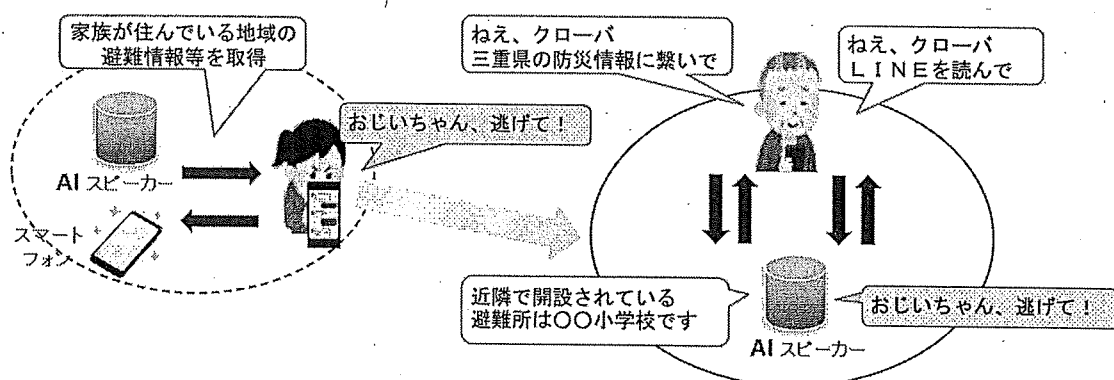 家族が住んでいる地域の
避難情報等を取得
AI スピーカー
スマート
フォン
おじいちゃん、逃げて！
ねえ、クローバ
三重県の防災情報に繋いで
ねえ、クローバ
ＬＩＮＥを読んで
近隣で開設されている
避難所は〇〇小学校です
おじいちゃん、逃げて！
AI スピーカー